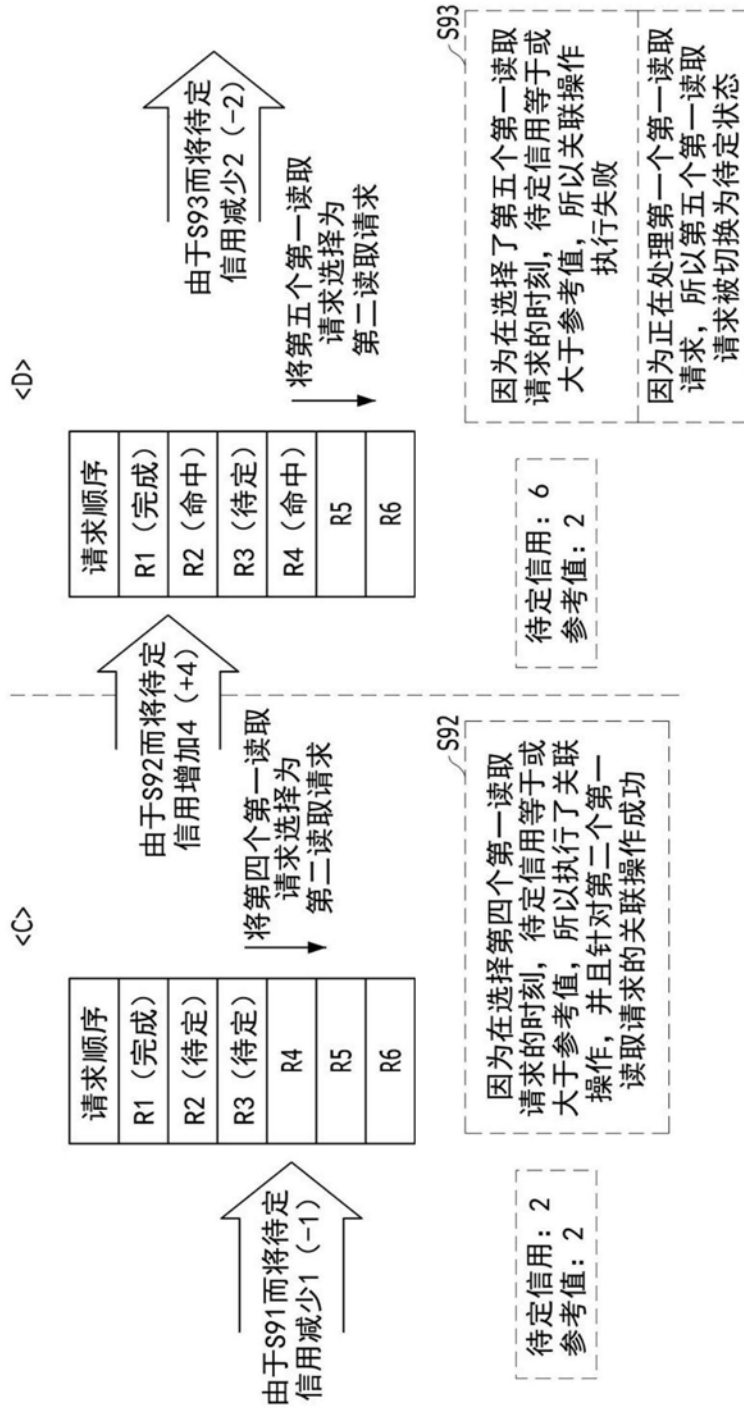 <C>
由于S91而将待定
信用减少1（-1）
请求顺序
R1（完成）
R2（待定）
R3（待定）
R4
R5
R6
将第四个第一读取
请求选择为
第二读取请求
由于S92而将待定
信用增加4（+4）
待定信用：2
参考值：2
S92
因为在选择第四个第一读取
请求的时刻，待定信用等于或
大于参考值，所以执行了关联
操作，并且针对第二个第一
读取请求的关联操作成功
<D>
请求顺序
R1（完成）
R2（命中）
R3（待定）
R4（命中）
R5
R6
将第五个第一读取
请求选择为
第二读取请求
由于S93而将待定
信用减少2（-2）
待定信用：6
参考值：2
S93
因为在选择了第五个第一读取
请求的时刻，待定信用等于或
大于参考值，所以关联操作
执行失败
因为正在处理第一个第一读取
请求，所以第五个第一读取
请求被切换为待定状态